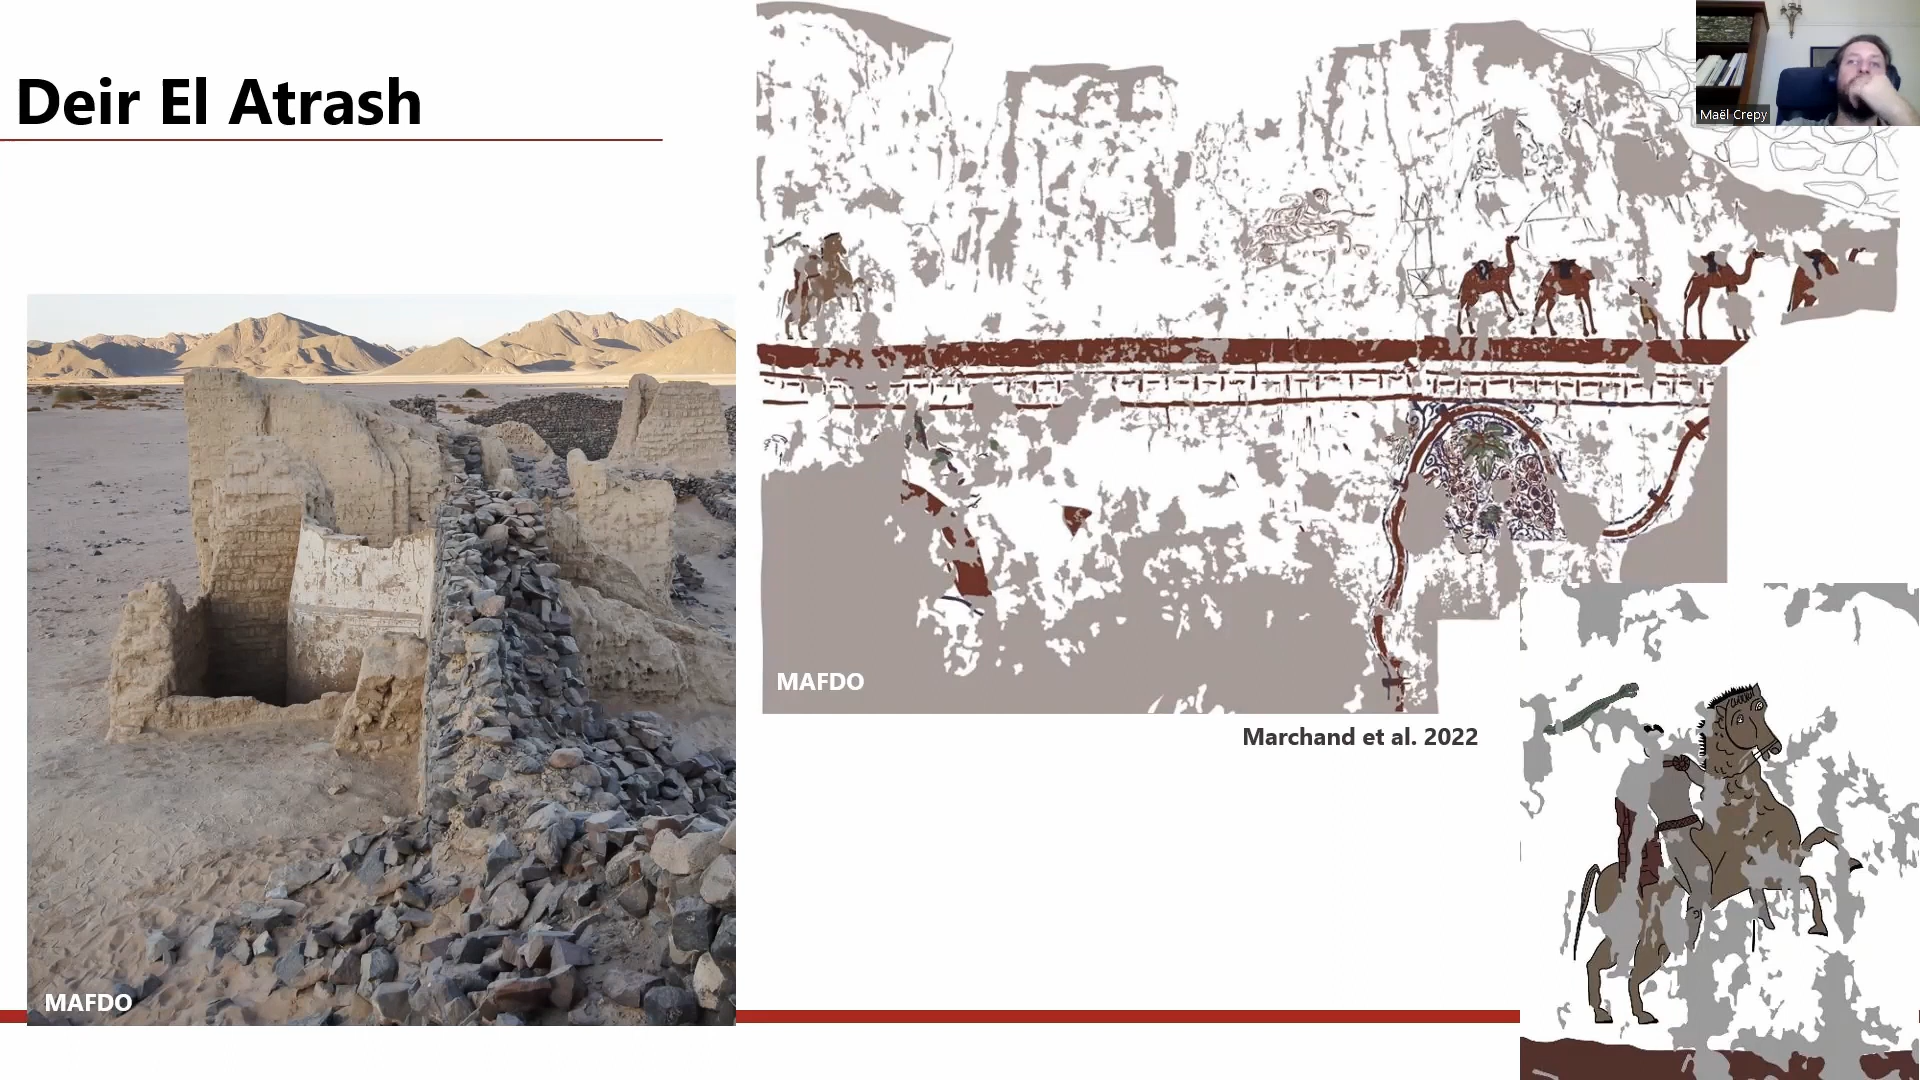 Deir El Atrash
Maël Crepy
MAFDO
Marchand et al. 2022
MAFDO